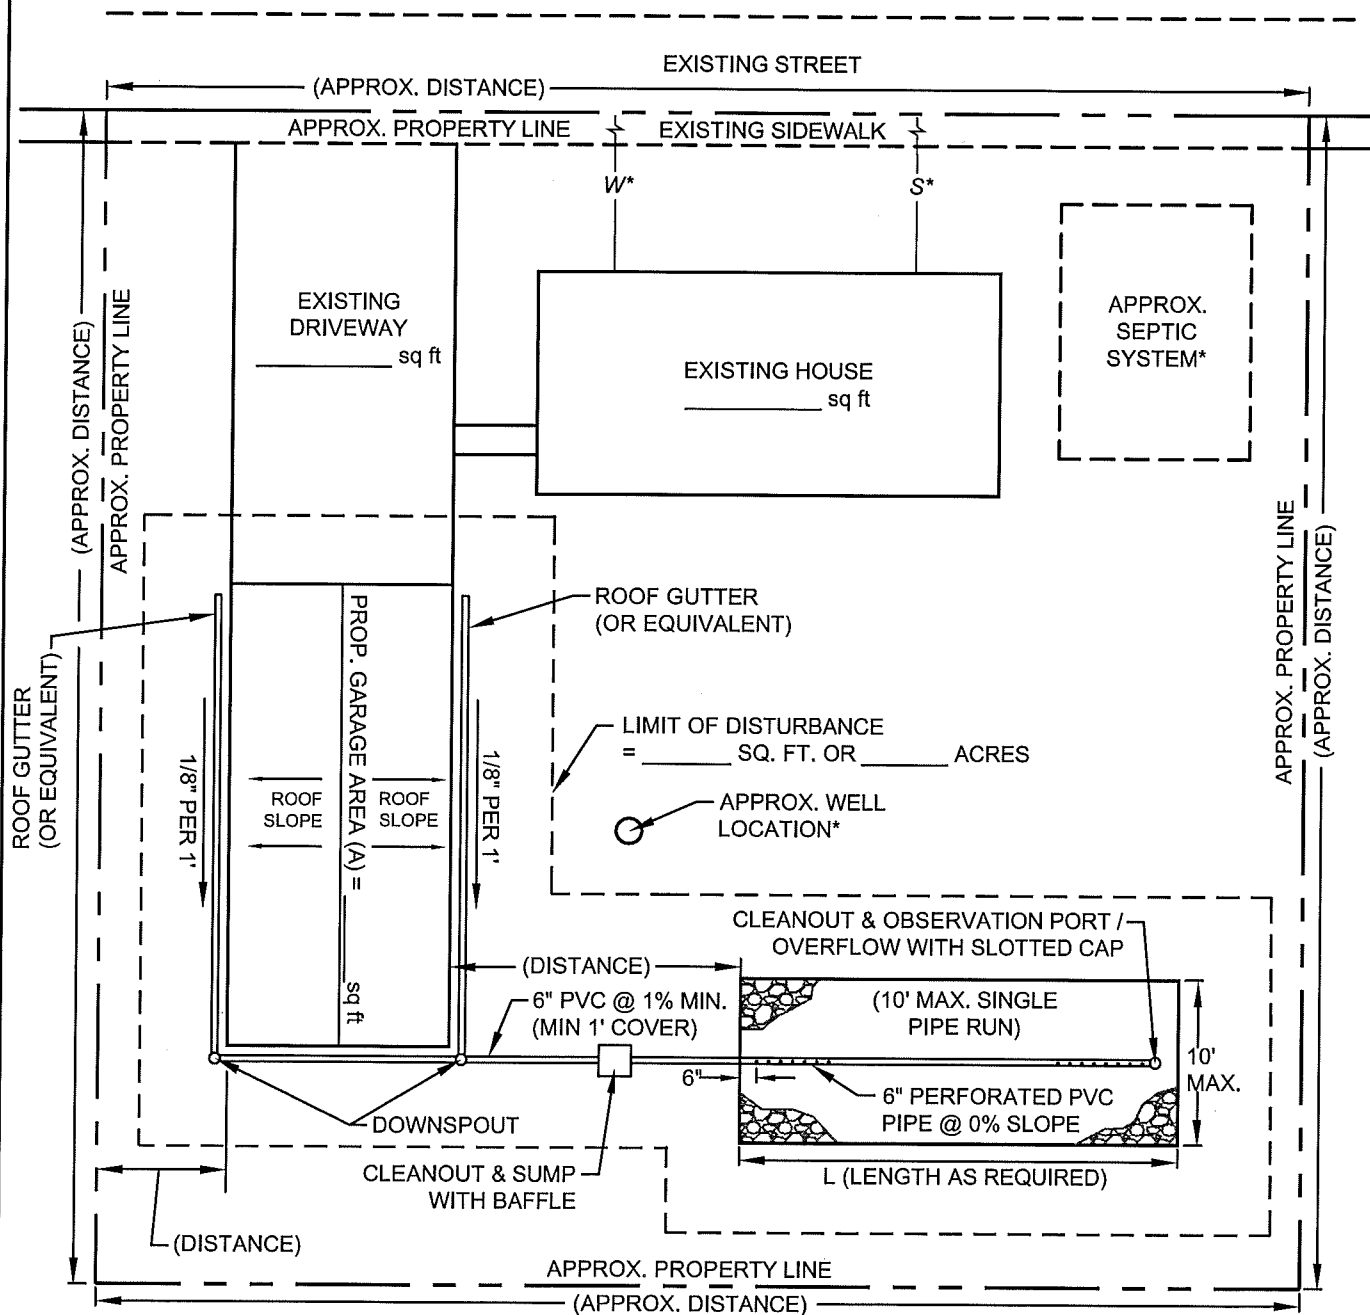 EXISTING STREET
(APPROX. DISTANCE)
APPROX. PROPERTY LINE
EXISTING SIDEWALK
W*
S*
(APPROX. DISTANCE)
APPROX. PROPERTY LINE
EXISTING
DRIVEWAY
sq ft
EXISTING HOUSE
sq ft
APPROX.
SEPTIC
SYSTEM*
APPROX. PROPERTY LINE
(APPROX. DISTANCE)
ROOF GUTTER
(OR EQUIVALENT)
ROOF GUTTER
(OR EQUIVALENT)
PROP. GARAGE AREA (A) =
sq ft
1/8" PER 1'
ROOF
SLOPE
ROOF
SLOPE
1/8" PER 1'
LIMIT OF DISTURBANCE
= SQ. FT. OR ACRES
APPROX. WELL
LOCATION*
CLEANOUT & OBSERVATION PORT /
OVERFLOW WITH SLOTTED CAP
(DISTANCE)
6" PVC @ 1% MIN.
(MIN 1' COVER)
(10' MAX. SINGLE
PIPE RUN)
10'
MAX.
6"
6" PERFORATED PVC
PIPE @ 0% SLOPE
DOWNSPOUT
CLEANOUT & SUMP
WITH BAFFLE
L (LENGTH AS REQUIRED)
(DISTANCE)
APPROX. PROPERTY LINE
(APPROX. DISTANCE)